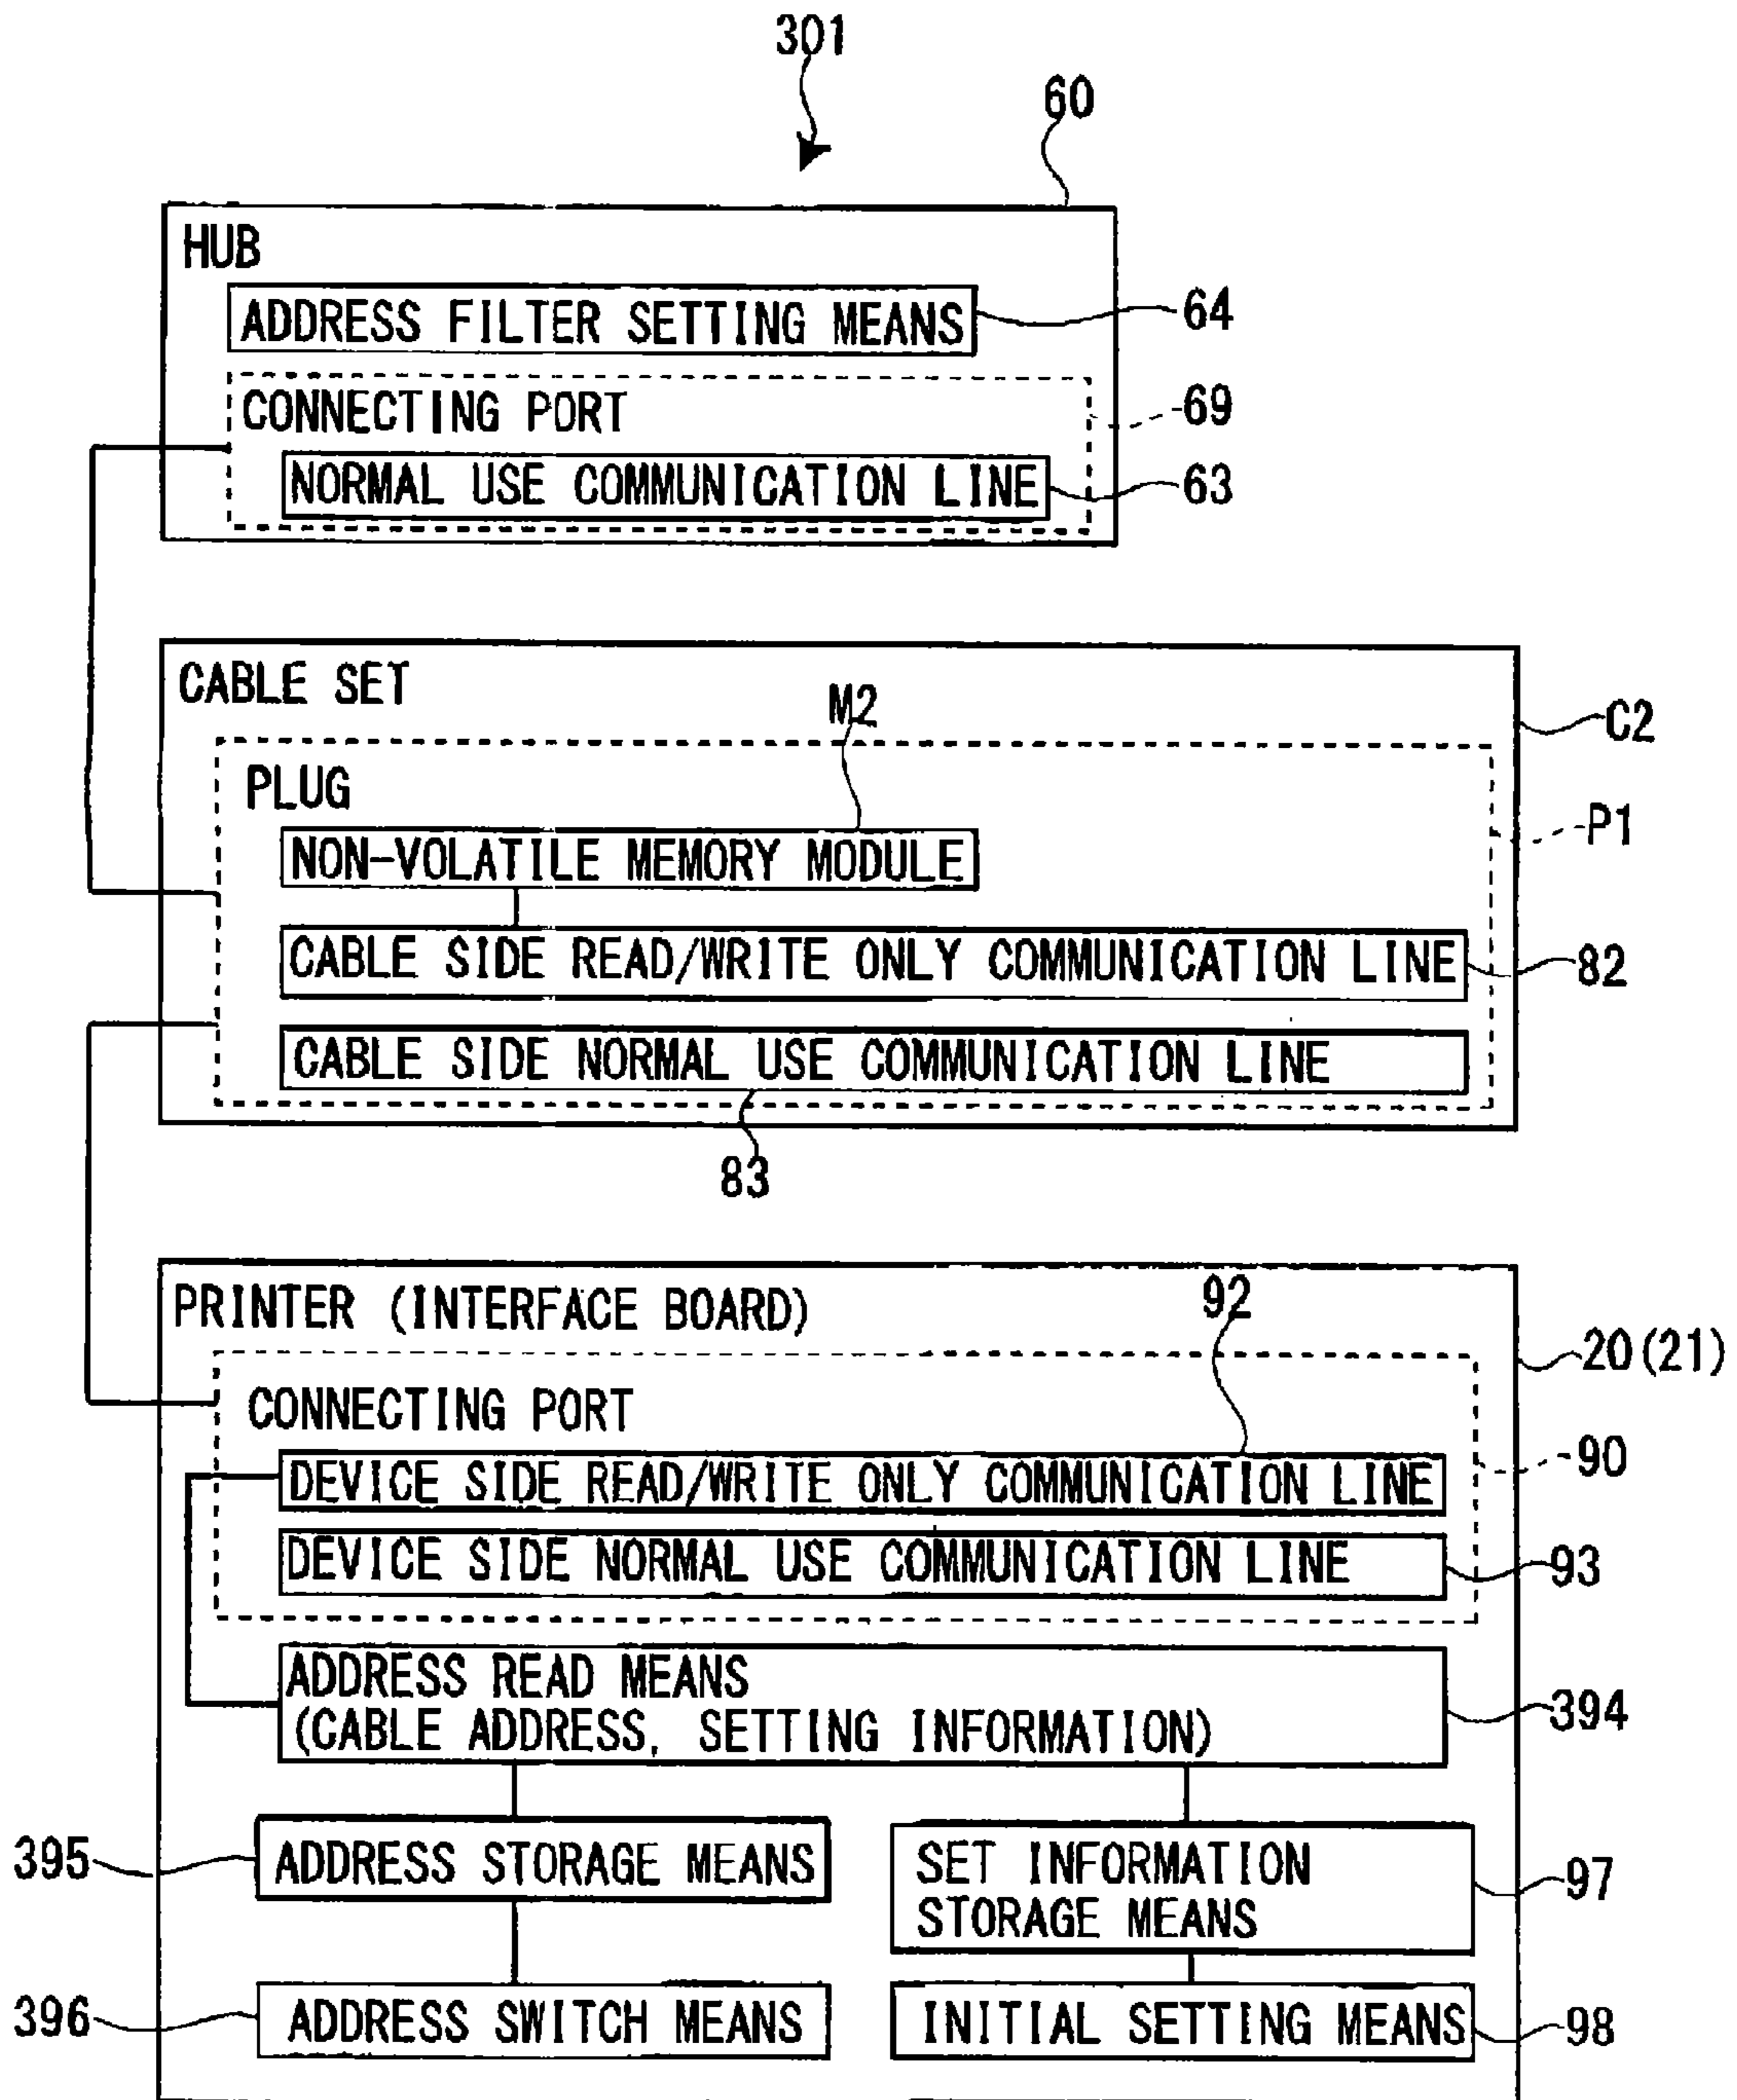 301
60
HUB
ADDRESS FILTER SETTING MEANS
64
CONNECTING PORT
69
NORMAL USE COMMUNICATION LINE
63
CABLE SET
M2
C2
PLUG
P1
NON-VOLATILE MEMORY MODULE
CABLE SIDE READ/WRITE ONLY COMMUNICATION LINE
82
CABLE SIDE NORMAL USE COMMUNICATION LINE
83
PRINTER (INTERFACE BOARD)
92
20(21)
CONNECTING PORT
90
DEVICE SIDE READ/WRITE ONLY COMMUNICATION LINE
DEVICE SIDE NORMAL USE COMMUNICATION LINE
93
ADDRESS READ MEANS
(CABLE ADDRESS, SETTING INFORMATION)
394
395
ADDRESS STORAGE MEANS
SET INFORMATION
STORAGE MEANS
97
396
ADDRESS SWITCH MEANS
INITIAL SETTING MEANS
98